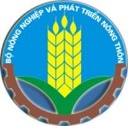 BỘ NÔNG NGHIỆP VÀ PHÁT TRIỂN NÔNG THÔN